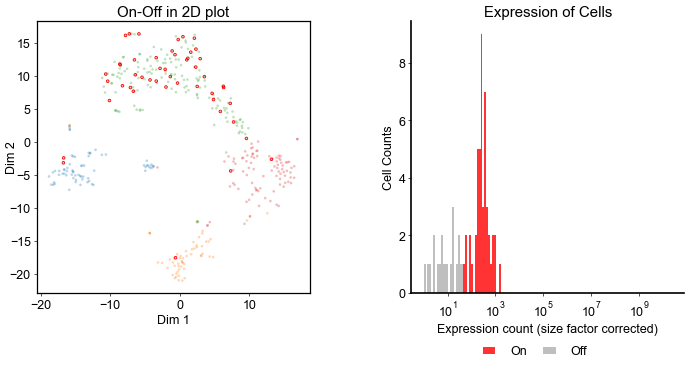 On-Off in 2D plot
Dim 2
15
10
5
0
−5
−10
−15
−20
−20
−10
0
10
Dim 1
Expression of Cells
Cell Counts
8
6
4
2
0
10^1
10^3
10^5
10^7
10^9
Expression count (size factor corrected)
On
Off